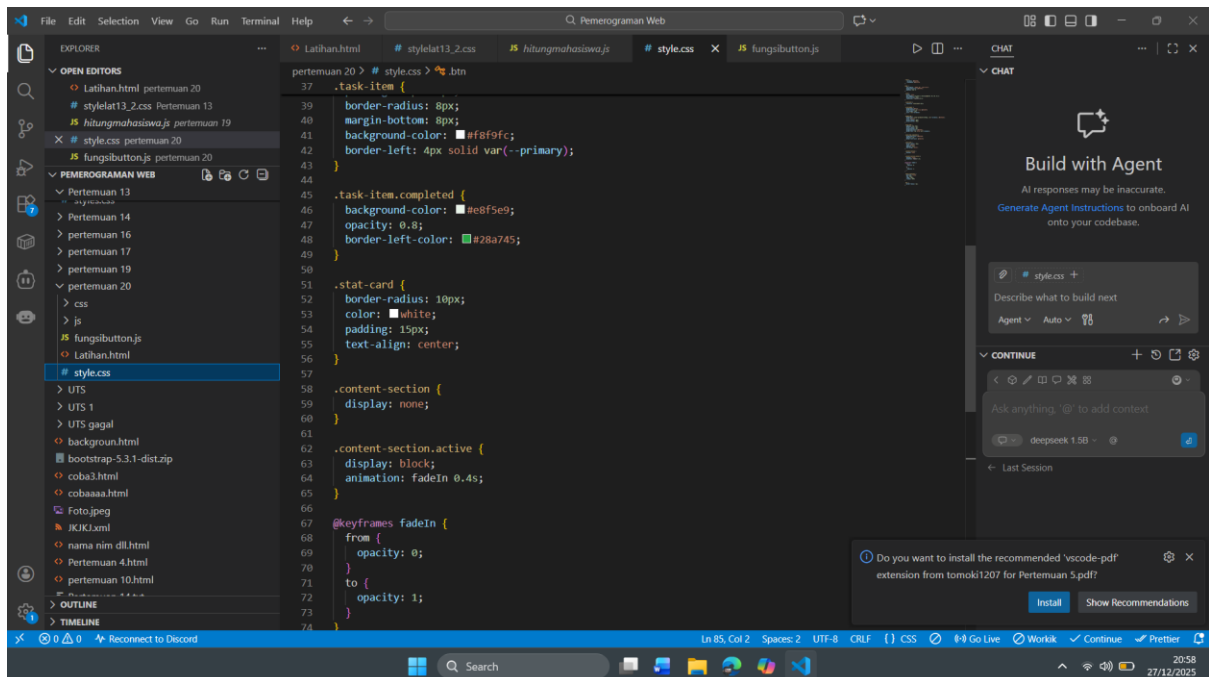 File Edit Selection View Go Run Terminal Help
Pemerograman Web
EXPLORER
OPEN EDITORS
Latihan.html pertemuan 20
# stylelat13_2.css Pertemuan 13
JS hitungmahasiswa.js pertemuan 19
# style.css pertemuan 20
JS fungsibutton.js pertemuan 20
PEMEROGRAMAN WEB
Pertemuan 13
# styles.css
Pertemuan 14
pertemuan 16
pertemuan 17
pertemuan 19
pertemuan 20
css
js
JS fungsibutton.js
Latihan.html
# style.css
UTS
UTS 1
UTS gagal
backgroun.html
bootstrap-5.3.1-dist.zip
coba3.html
cobaaaa.html
Foto.jpeg
JKJKJ.xml
nama nim dll.html
Pertemuan 4.html
pertemuan 10.html
OUTLINE
TIMELINE
Latihan.html # stylelat13_2.css JS hitungmahasiswa.js # style.css JS fungsibutton.js
pertemuan 20 > # style.css > .btn
37 .task-item {
39 border-radius: 8px;
40 margin-bottom: 8px;
41 background-color: #f8f9fc;
42 border-left: 4px solid var(--primary);
43 }
44
45 .task-item.completed {
46 background-color: #e8f5e9;
47 opacity: 0.8;
48 border-left-color: #28a745;
49 }
50
51 .stat-card {
52 border-radius: 10px;
53 color: white;
54 padding: 15px;
55 text-align: center;
56 }
57
58 .content-section {
59 display: none;
60 }
61
62 .content-section.active {
63 display: block;
64 animation: fadeIn 0.4s;
65 }
66
67 @keyframes fadeIn {
68 from {
69 opacity: 0;
70 }
71 to {
72 opacity: 1;
73 }
74 }
CHAT
CHAT
Build with Agent
AI responses may be inaccurate.
Generate Agent Instructions to onboard AI
onto your codebase.
# style.css +
Describe what to build next
Agent Auto
CONTINUE
Ask anything, '@' to add context
deepseek 1.5B @
Last Session
Do you want to install the recommended 'vscode-pdf'
extension from tomoki1207 for Pertemuan 5.pdf?
Install Show Recommendations
7
1
0 0 Reconnect to Discord
Ln 85, Col 2 Spaces: 2 UTF-8 CRLF {} CSS Go Live Workik Continue Prettier
Search
20:58
27/12/2025